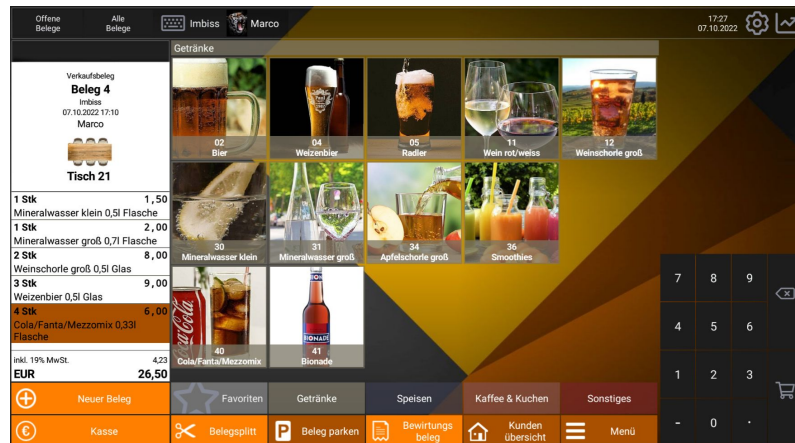 Offene
Belege
Alle
Belege
Imbiss
Marco
17:27
07.10.2022
Verkaufsbeleg
Beleg 4
Imbiss
07.10.2022 17:10
Marco
Tisch 21
1 Stk 1,50
Mineralwasser klein 0,5l Flasche
1 Stk 2,00
Mineralwasser groß 0,7l Flasche
2 Stk 8,00
Weinschorle groß 0,5l Glas
3 Stk 9,00
Weizenbier 0,5l Glas
4 Stk 6,00
Cola/Fanta/Mezzomix 0,33l
Flasche
inkl. 19% MwSt. 4,23
EUR 26,50
Getränke
02
Bier
04
Weizenbier
05
Radler
11
Wein rot/weiss
12
Weinschorle groß
30
Mineralwasser klein
31
Mineralwasser groß
34
Apfelschorle groß
36
Smoothies
Coca-Cola
40
Cola/Fanta/Mezzomix
BIONADE
41
Bionade
7 8 9
4 5 6
1 2 3
- 0 .
Neuer Beleg
Favoriten
Getränke
Speisen
Kaffee & Kuchen
Sonstiges
€
Kasse
Belegsplitt
P
Beleg parken
Bewirtungs
beleg
Kunden
übersicht
Menü